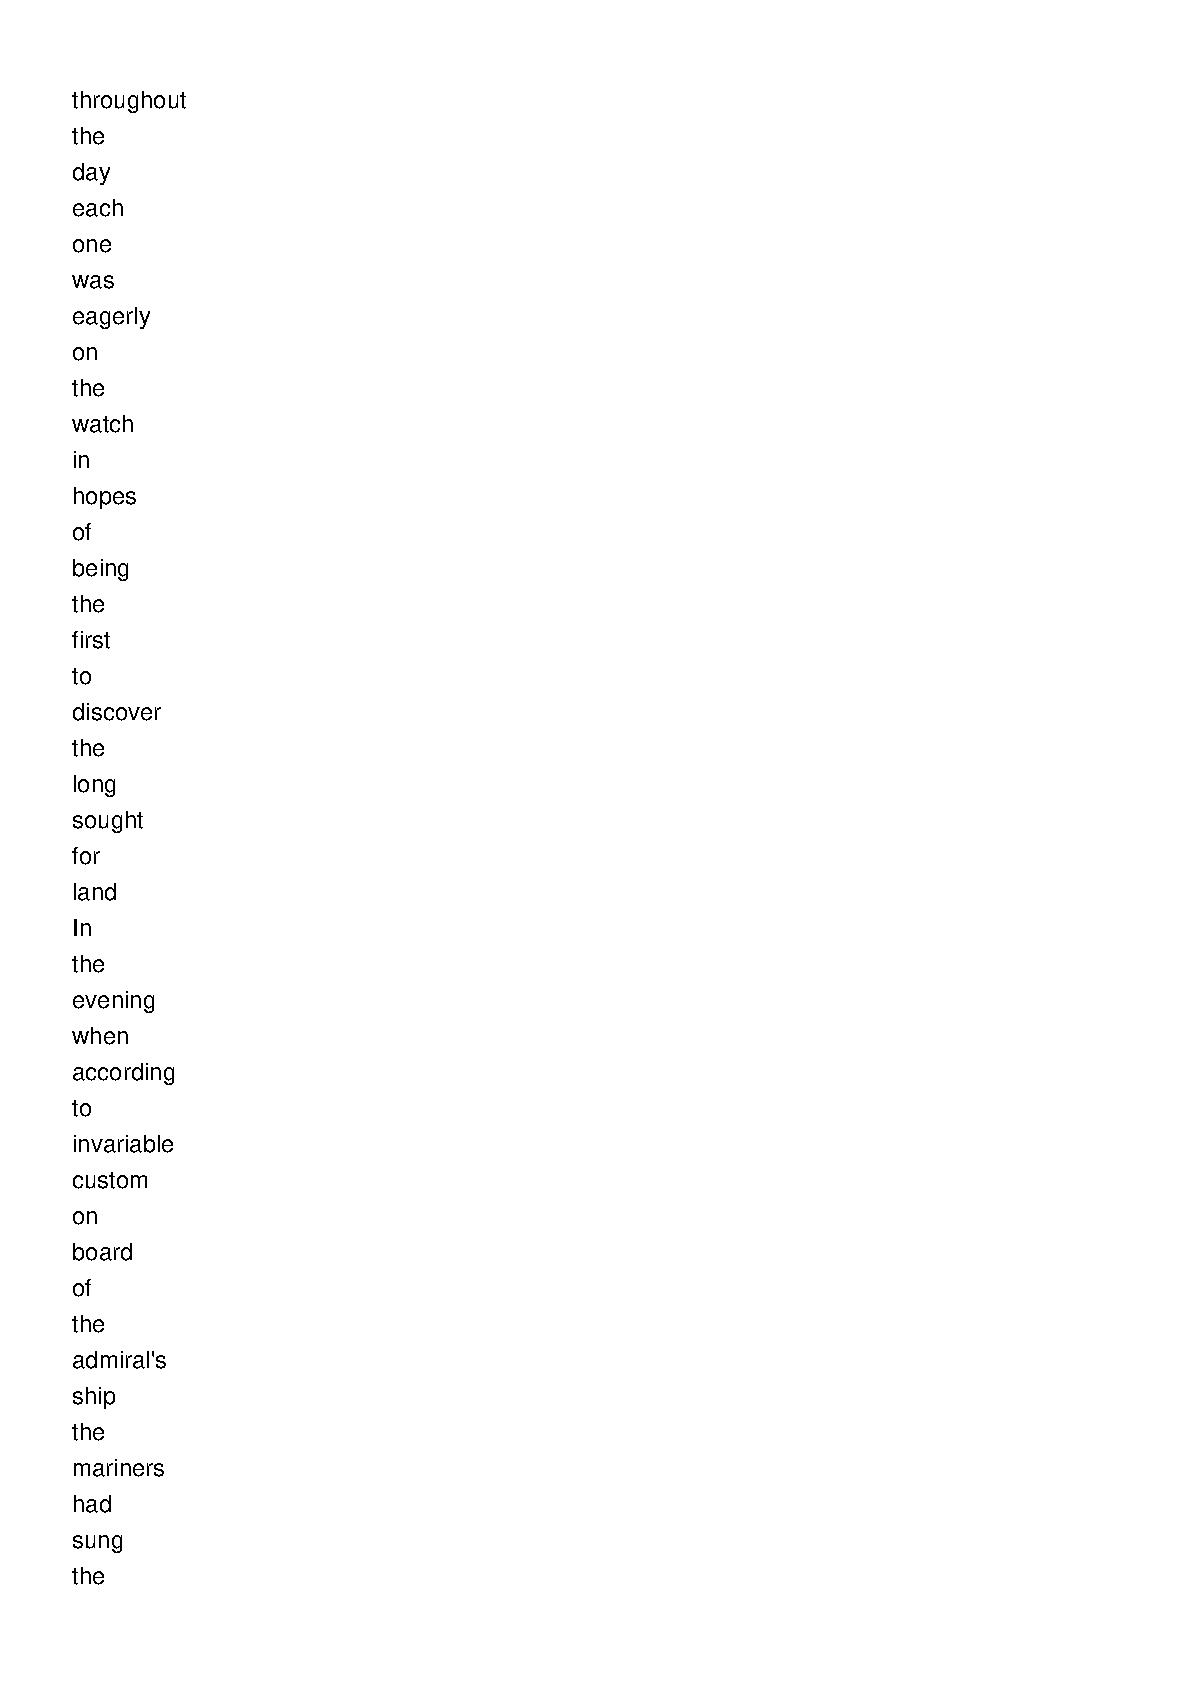 throughout
the
day
each
one
was
eagerly
on
the
watch
in
hopes
of
being
the
first
to
discover
the
long
sought
for
land
In
the
evening
when
according
to
invariable
custom
on
board
of
the
admiral's
ship
the
mariners
had
sung
the